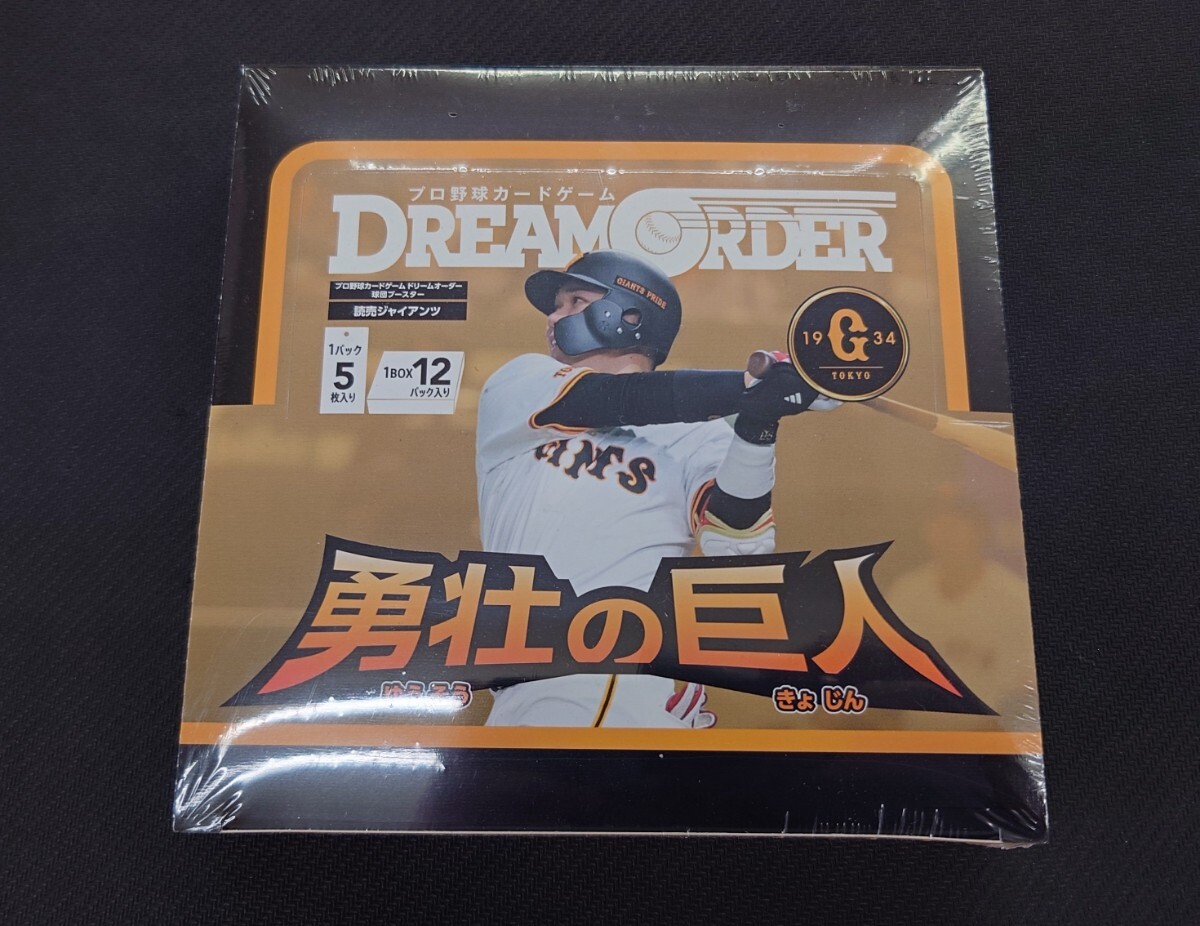 プロ野球カードゲーム
DREAM ORDER
プロ野球カードゲーム ドリームオーダー
球団ブースター
読売ジャイアンツ
1パック
5
枚入り
1BOX 12
パック入り
GIANTS PRIDE
19 G 34
TOKYO
勇壮の巨人
ゆうそう きょじん